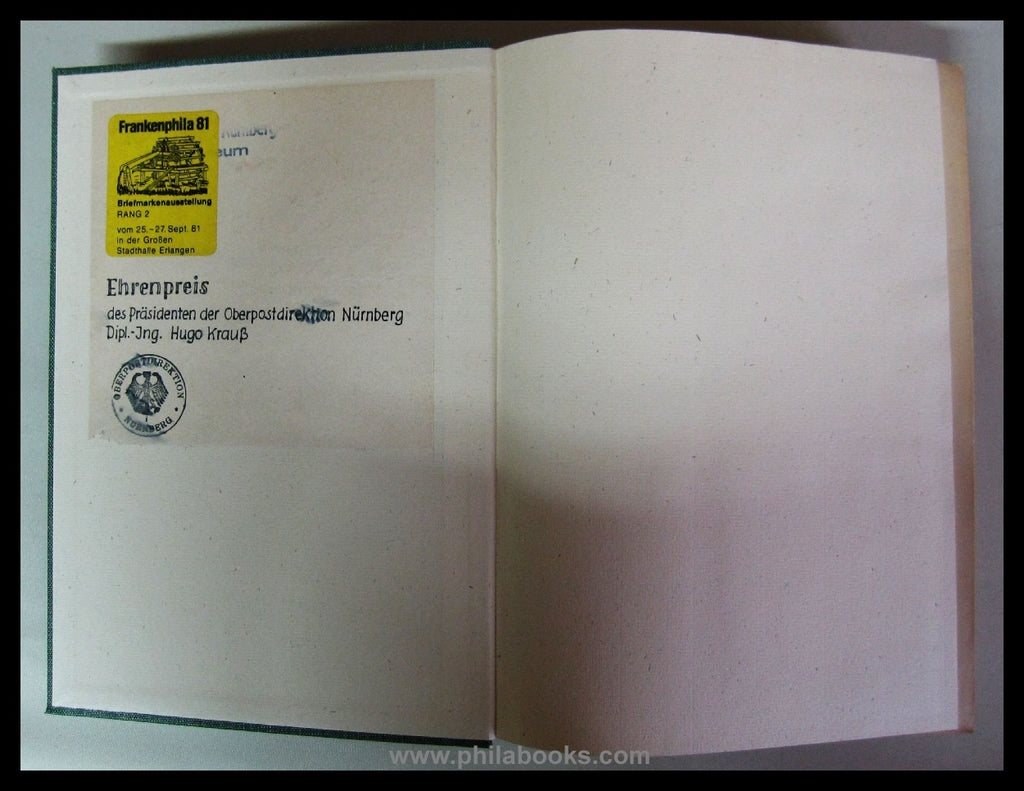 Frankenphila 81
Briefmarkenausstellung
RANG 2
vom 25.-27. Sept. 81
in der Großen
Stadthalle Erlangen
eum
Ehrenpreis
des Präsidenten der Oberpostdirektion Nürnberg
Dipl.-Ing. Hugo Krauß
OBERPOSTDIREKTION
NÜRNBERG
www.philabooks.com